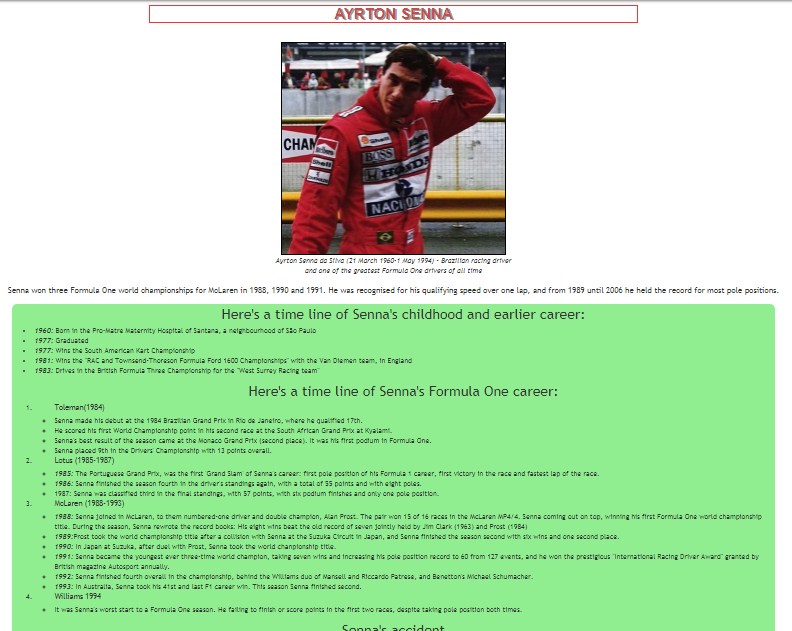 AYRTON SENNA
CHAM
Marlboro
Shell
Shell
BOSS
HONDA
NACIONAL
Ayrton Senna da Silva (21 March 1960-1 May 1994) - Brazilian racing driver
and one of the greatest Formula One drivers of all time
Senna won three Formula One world championships for McLaren in 1988, 1990 and 1991. He was recognised for his qualifying speed over one lap, and from 1989 until 2006 he held the record for most pole positions.
Here's a time line of Senna's childhood and earlier career:
• 1960: Born in the Pro-Matre Maternity Hospital of Santana, a neighbourhood of São Paulo
• 1977: Graduated
• 1977: Wins the South American Kart Championship
• 1981: Wins the "RAC and Townsend-Thoreson Formula Ford 1600 Championships" with the Van Diemen team, in England
• 1983: Drives in the British Formula Three Championship for the "West Surrey Racing team"
Here's a time line of Senna's Formula One career:
1. Toleman(1984)
• Senna made his debut at the 1984 Brazilian Grand Prix in Rio de Janeiro, where he qualified 17th.
• He scored his first World Championship point in his second race at the South African Grand Prix at Kyalami.
• Senna's best result of the season came at the Monaco Grand Prix (second place). It was his first podium in Formula One.
• Senna placed 9th in the Drivers' Championship with 13 points overall.
2. Lotus (1985-1987)
• 1985: The Portuguese Grand Prix, was the first 'Grand Slam' of Senna's career: first pole position of his Formula 1 career, first victory in the race and fastest lap of the race.
• 1986: Senna finished the season fourth in the driver's standings again, with a total of 55 points and with eight poles.
• 1987: Senna was classified third in the final standings, with 57 points, with six podium finishes and only one pole position.
3. McLaren (1988-1993)
• 1988: Senna joined in McLaren, to them numbered-one driver and double champion, Alan Prost. The pair won 15 of 16 races in the McLaren MP4/4. Senna coming out on top, winning his first Formula One world championship
title. During the season, Senna rewrote the record books: His eight wins beat the old record of seven jointly held by Jim Clark (1963) and Prost (1984)
• 1989:Prost took the world championship title after a collision with Senna at the Suzuka Circuit in Japan, and Senna finished the season second with six wins and one second place.
• 1990: In Japan at Suzuka, after duel with Prost, Senna took the world chanpionship title.
• 1991: Senna became the youngest ever three-time world champion, taking seven wins and increasing his pole position record to 60 from 127 events, and he won the prestigious "International Racing Driver Award" granted by
British magazine Autosport annually.
• 1992: Senna finished fourth overall in the championship, behind the Williams duo of Mansell and Riccardo Patrese, and Benetton's Michael Schumacher.
• 1993: In Australia, Senna took his 41st and last F1 career win. This season Senna finished second.
4. Williams 1994
• It was Senna's worst start to a Formula One season. He failing to finish or score points in the first two races, despite taking pole position both times.
Senna's accident